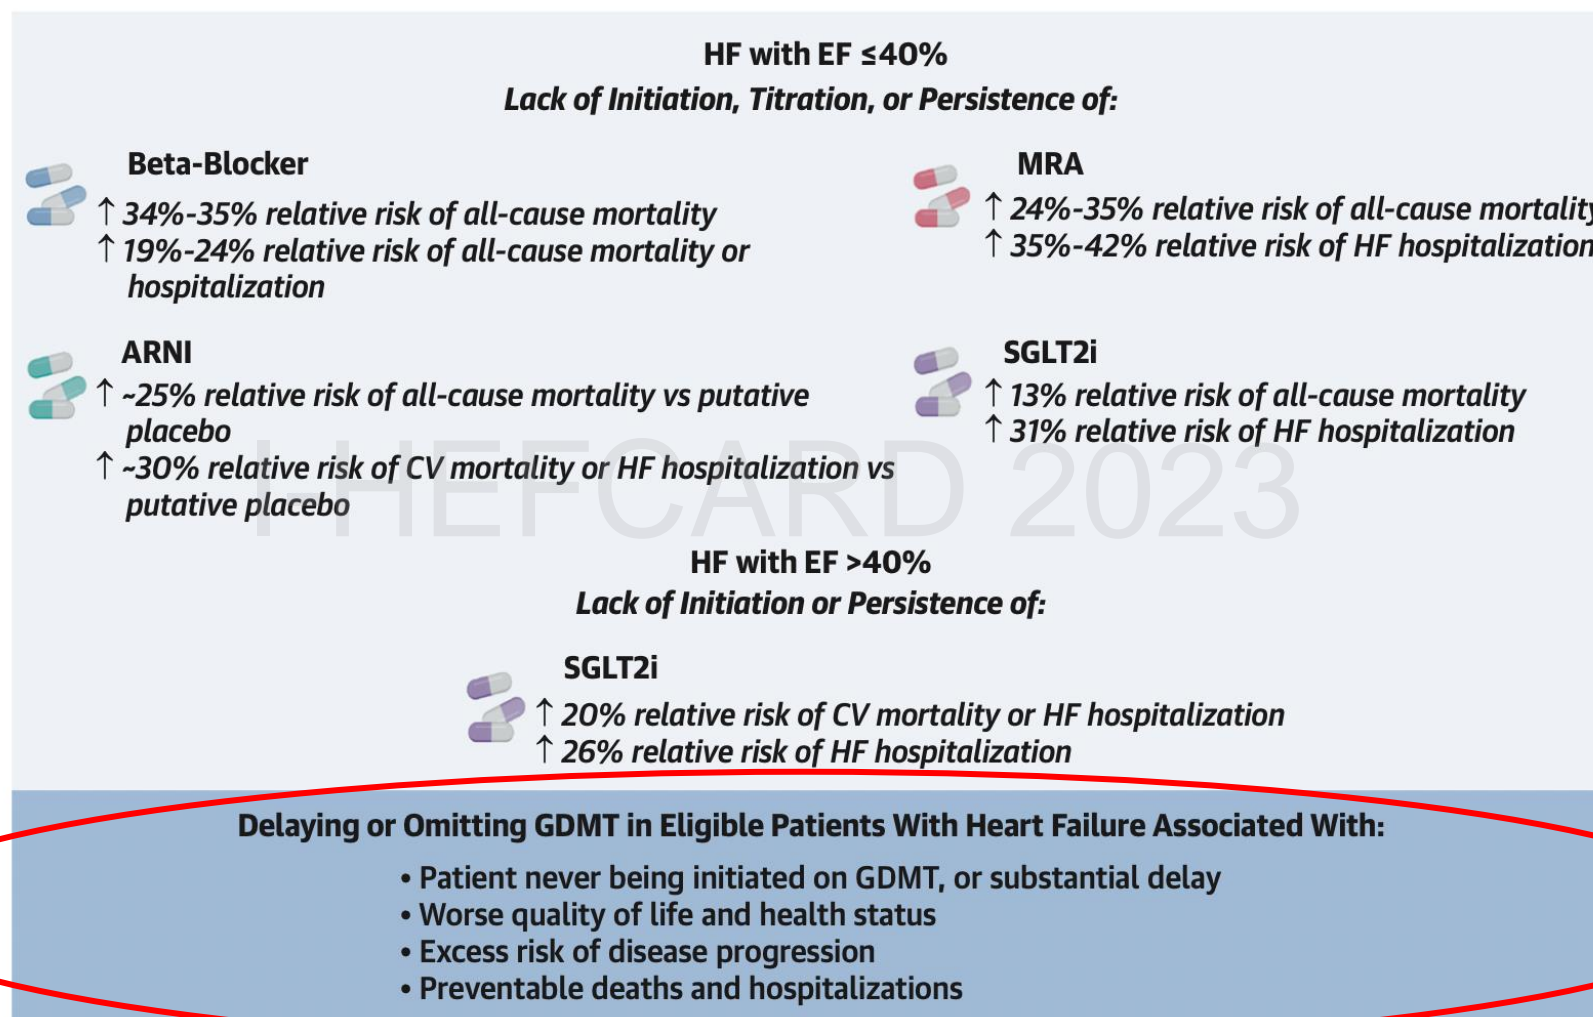 HF with EF ≤40%
Lack of Initiation, Titration, or Persistence of:
Beta-Blocker
↑ 34%-35% relative risk of all-cause mortality
↑ 19%-24% relative risk of all-cause mortality or
hospitalization
MRA
↑ 24%-35% relative risk of all-cause mortality
↑ 35%-42% relative risk of HF hospitalization
ARNI
↑ ~25% relative risk of all-cause mortality vs putative
placebo
↑ ~30% relative risk of CV mortality or HF hospitalization vs
putative placebo
SGLT2i
↑ 13% relative risk of all-cause mortality
↑ 31% relative risk of HF hospitalization
I-HEFCARD 2023
HF with EF >40%
Lack of Initiation or Persistence of:
SGLT2i
↑ 20% relative risk of CV mortality or HF hospitalization
↑ 26% relative risk of HF hospitalization
Delaying or Omitting GDMT in Eligible Patients With Heart Failure Associated With:
• Patient never being initiated on GDMT, or substantial delay
• Worse quality of life and health status
• Excess risk of disease progression
• Preventable deaths and hospitalizations